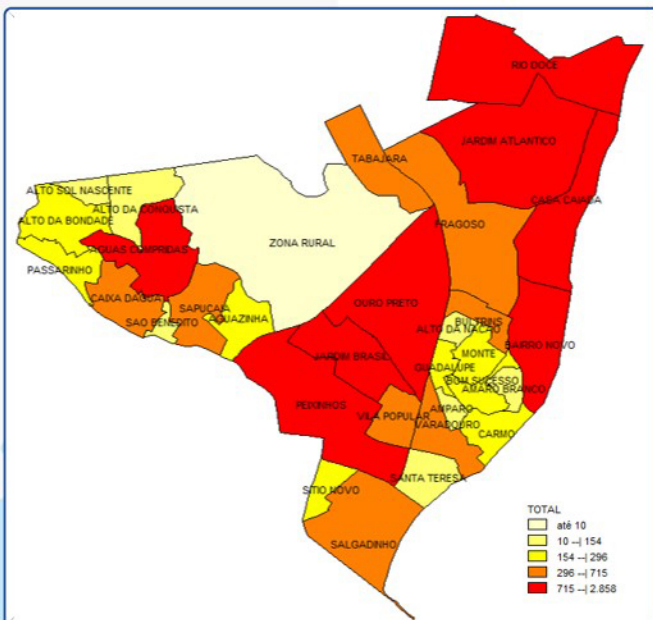 RIO DOCE
JARDIM ATLANTICO
TABAJARA
CASA CAIADA
ALTO SOL NASCENTE
ALTO DA CONQUISTA
ALTO DA BONDADE
FRAGOSO
ZONA RURAL
AGUAS COMPRIDAS
PASSARINHO
CAIXA DAGUA
SAPUCAIA
OURO PRETO
AGUAZINHA
SAO BENEDITO
BULTRINS
ALTO DA NACAO
BAIRRO NOVO
JARDIM BRASIL
MONTE
GUADALUPE
BOM SUCESSO
AMARO BRANCO
PEIXINHOS
AMPARO
VILA POPULAR
VARADOURO
CARMO
SANTA TERESA
SITIO NOVO
SALGADINHO
TOTAL
até 10
10 --| 154
154 --| 296
296 --| 715
715 --| 2.858